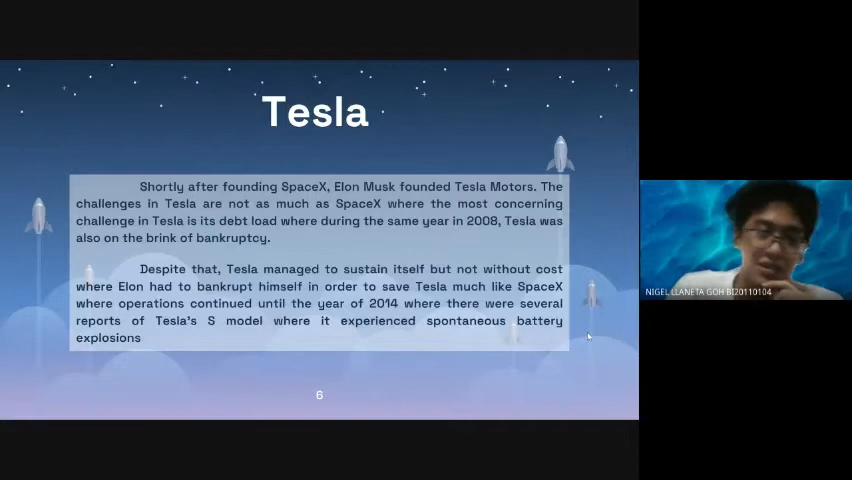 Tesla
Shortly after founding SpaceX, Elon Musk founded Tesla Motors. The
challenges in Tesla are not as much as SpaceX where the most concerning
challenge in Tesla is its debt load where during the same year in 2008, Tesla was
also on the brink of bankruptcy.
Despite that, Tesla managed to sustain itself but not without cost
where Elon had to bankrupt himself in order to save Tesla much like SpaceX
where operations continued until the year of 2014 where there were several
reports of Tesla's S model where it experienced spontaneous battery
explosions
6
NIGEL LLANETA GOH BI20110104